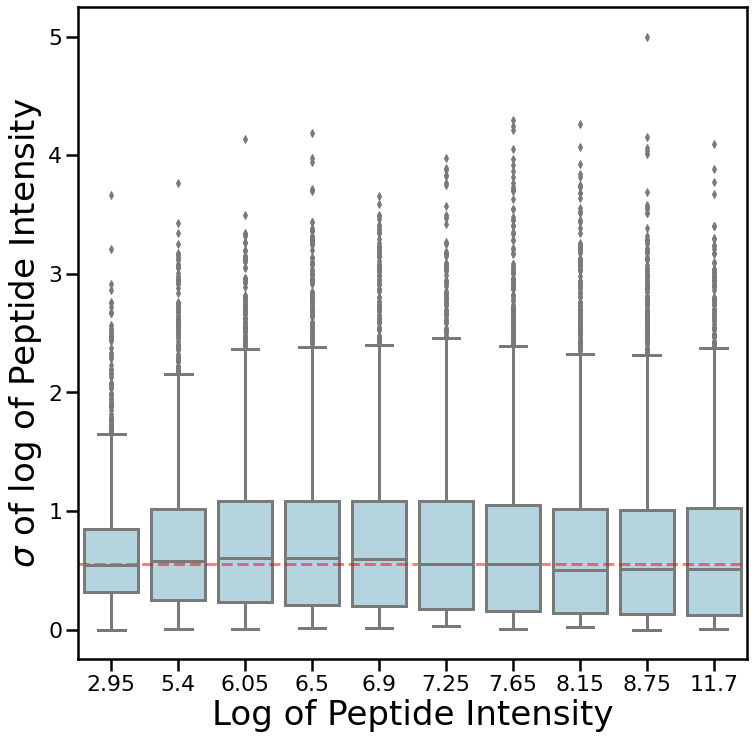 σ of log of Peptide Intensity
5
4
3
2
1
0
2.95 5.4 6.05 6.5 6.9 7.25 7.65 8.15 8.75 11.7
Log of Peptide Intensity